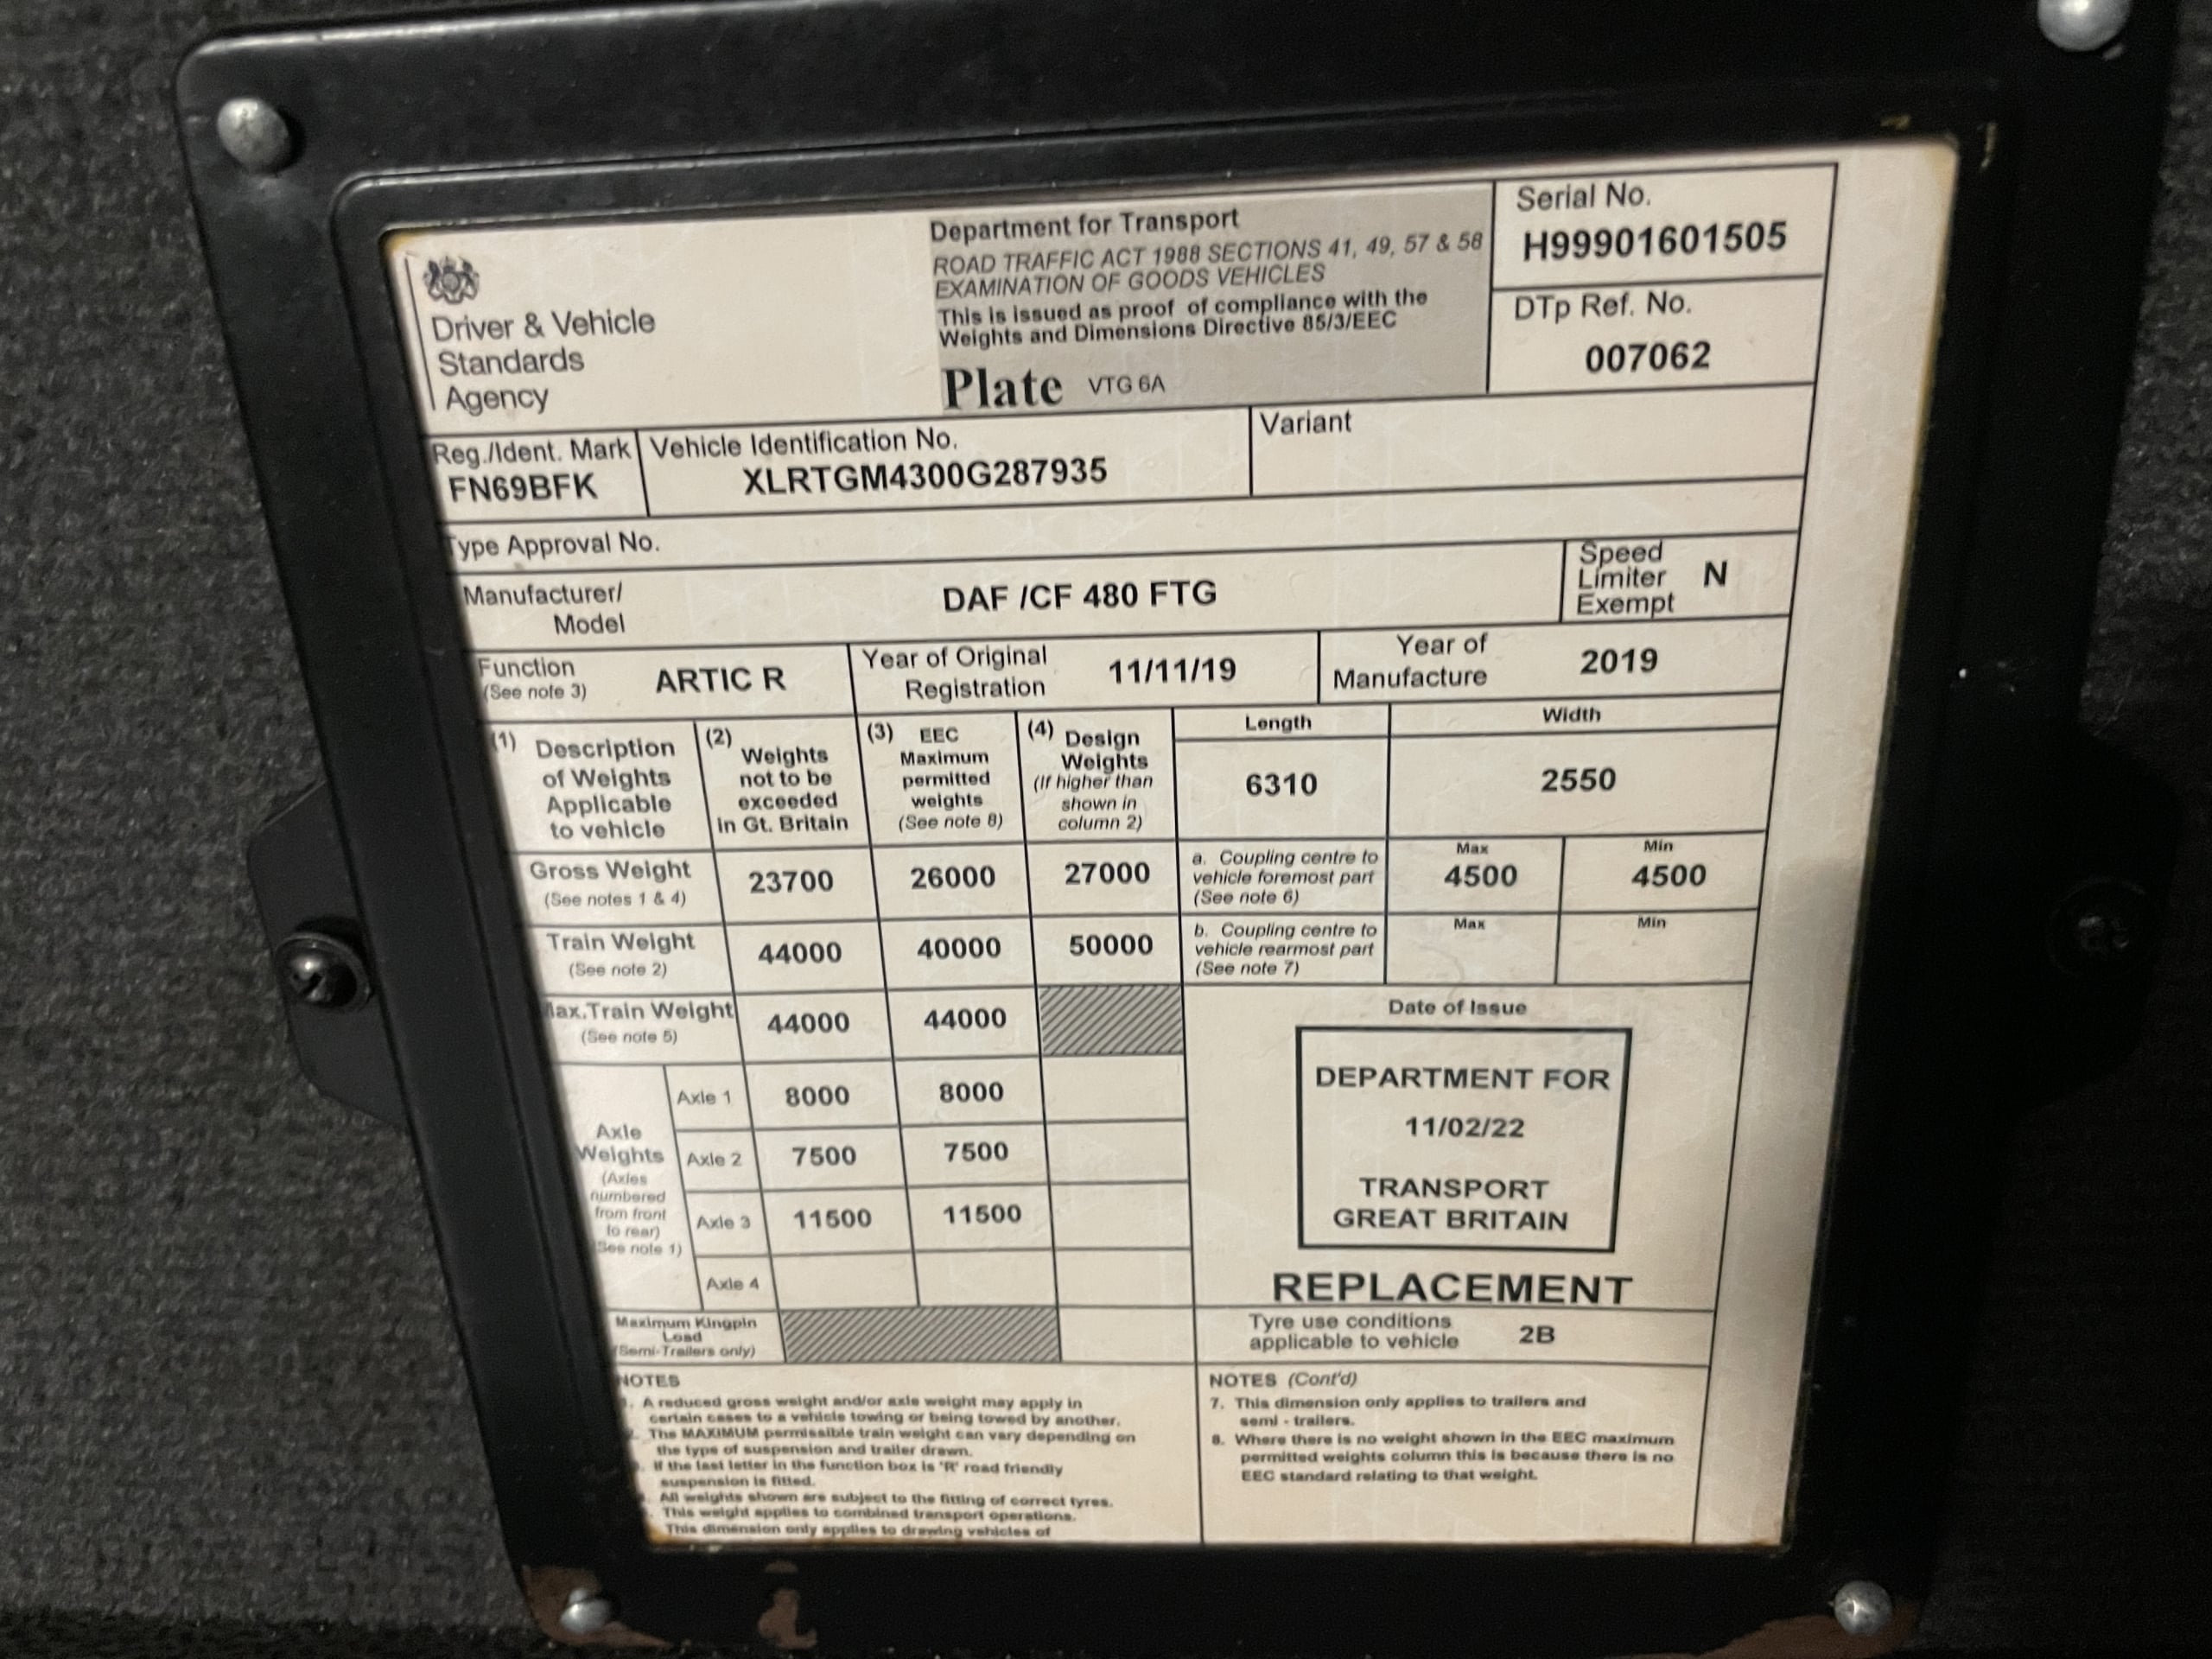 Driver & Vehicle
Standards
Agency
Department for Transport
ROAD TRAFFIC ACT 1988 SECTIONS 41, 49, 57 & 58
EXAMINATION OF GOODS VEHICLES
This is issued as proof of compliance with the
Weights and Dimensions Directive 85/3/EEC
Plate VTG 6A
Serial No.
H99901601505
DTp Ref. No.
007062
Reg./Ident. Mark
FN69BFK
Vehicle Identification No.
XLRTGM4300G287935
Variant
Type Approval No.
Manufacturer/
Model
DAF /CF 480 FTG
Speed
Limiter
Exempt
N
Function
(See note 3)
ARTIC R
Year of Original
Registration
11/11/19
Year of
Manufacture
2019
(1) Description
of Weights
Applicable
to vehicle
(2) Weights
not to be
exceeded
in Gt. Britain
(3) EEC
Maximum
permitted
weights
(See note 8)
(4) Design
Weights
(If higher than
shown in
column 2)
Length
6310
Width
2550
Gross Weight
(See notes 1 & 4)
23700 26000 27000
a. Coupling centre to
vehicle foremost part
(See note 6)
Max
4500
Min
4500
Train Weight
(See note 2)
44000 40000 50000
b. Coupling centre to
vehicle rearmost part
(See note 7)
Max
Min
Max.Train Weight
(See note 5)
44000 44000
Axle
Weights
(Axles
numbered
from front
to rear)
(See note 1)
Axle 1 8000 8000
Axle 2 7500 7500
Axle 3 11500 11500
Axle 4
Maximum Kingpin
Load
(Semi-Trailers only)
Date of Issue
DEPARTMENT FOR
11/02/22
TRANSPORT
GREAT BRITAIN
REPLACEMENT
Tyre use conditions
applicable to vehicle
2B
NOTES
. A reduced gross weight and/or axle weight may apply in
certain cases to a vehicle towing or being towed by another.
. The MAXIMUM permissible train weight can vary depending on
the type of suspension and trailer drawn.
. If the last letter in the function box is 'R' road friendly
suspension is fitted.
. All weights shown are subject to the fitting of correct tyres.
. This weight applies to combined transport operations.
This dimension only applies to drawing vehicles of
NOTES (Cont'd)
7. This dimension only applies to trailers and
semi - trailers.
8. Where there is no weight shown in the EEC maximum
permitted weights column this is because there is no
EEC standard relating to that weight.